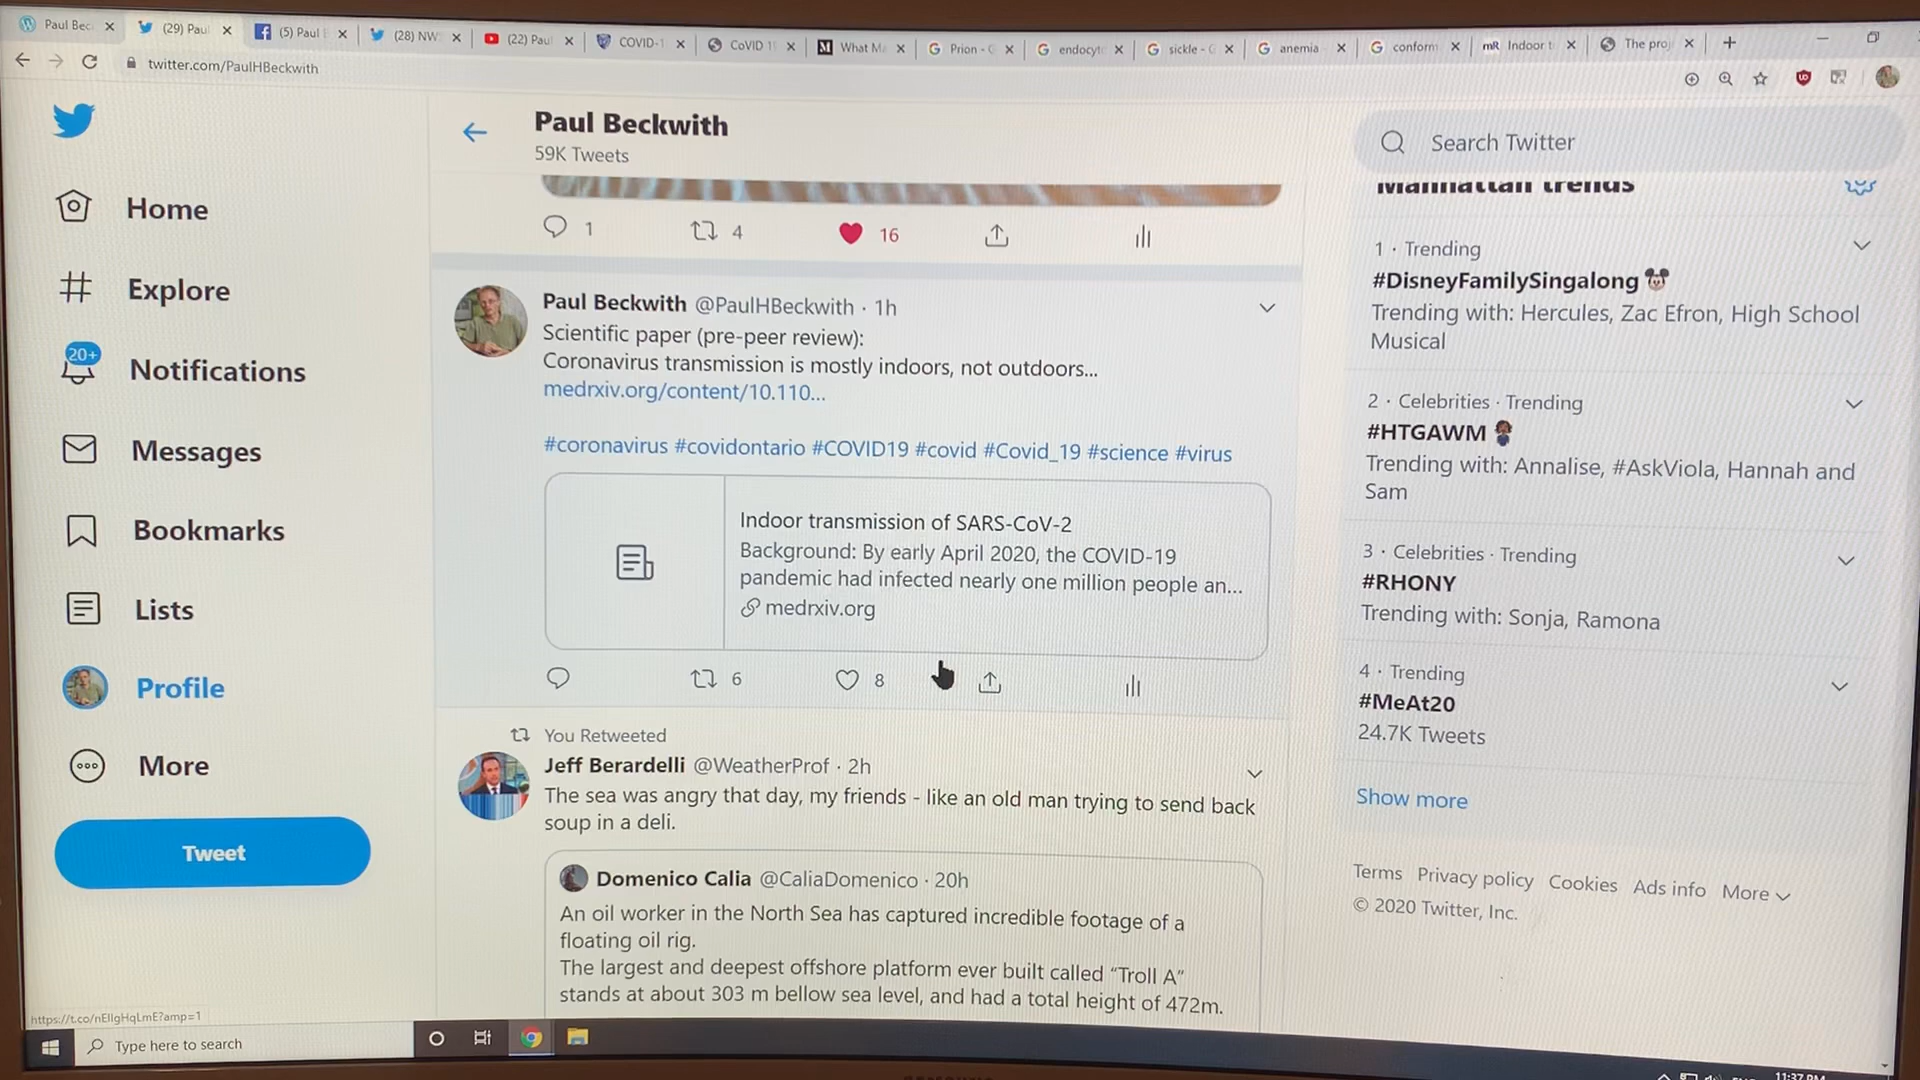 Paul Bec
(29) Paul
(5) Paul B
(28) NW
(22) Paul
COVID-1
CoVID 1
What M
Prion - G
endocyt
sickle - G
anemia
conform
mR Indoor t
The proj
twitter.com/PaulHBeckwith
Home
Explore
20+
Notifications
Messages
Bookmarks
Lists
Profile
More
Tweet
Paul Beckwith
59K Tweets
1 4 16
Paul Beckwith @PaulHBeckwith · 1h
Scientific paper (pre-peer review):
Coronavirus transmission is mostly indoors, not outdoors...
medrxiv.org/content/10.110...
#coronavirus #covidontario #COVID19 #covid #Covid_19 #science #virus
Indoor transmission of SARS-CoV-2
Background: By early April 2020, the COVID-19
pandemic had infected nearly one million people an...
medrxiv.org
6 8
You Retweeted
Jeff Berardelli @WeatherProf · 2h
The sea was angry that day, my friends - like an old man trying to send back
soup in a deli.
Domenico Calia @CaliaDomenico · 20h
An oil worker in the North Sea has captured incredible footage of a
floating oil rig.
The largest and deepest offshore platform ever built called “Troll A”
stands at about 303 m bellow sea level, and had a total height of 472m.
Search Twitter
Manhattan trends
1 · Trending
#DisneyFamilySingalong
Trending with: Hercules, Zac Efron, High School
Musical
2 · Celebrities · Trending
#HTGAWM
Trending with: Annalise, #AskViola, Hannah and
Sam
3 · Celebrities · Trending
#RHONY
Trending with: Sonja, Ramona
4 · Trending
#MeAt20
24.7K Tweets
Show more
Terms Privacy policy Cookies Ads info More
© 2020 Twitter, Inc.
https://t.co/nEIlgHqLmE?amp=1
Type here to search
11:37 PM